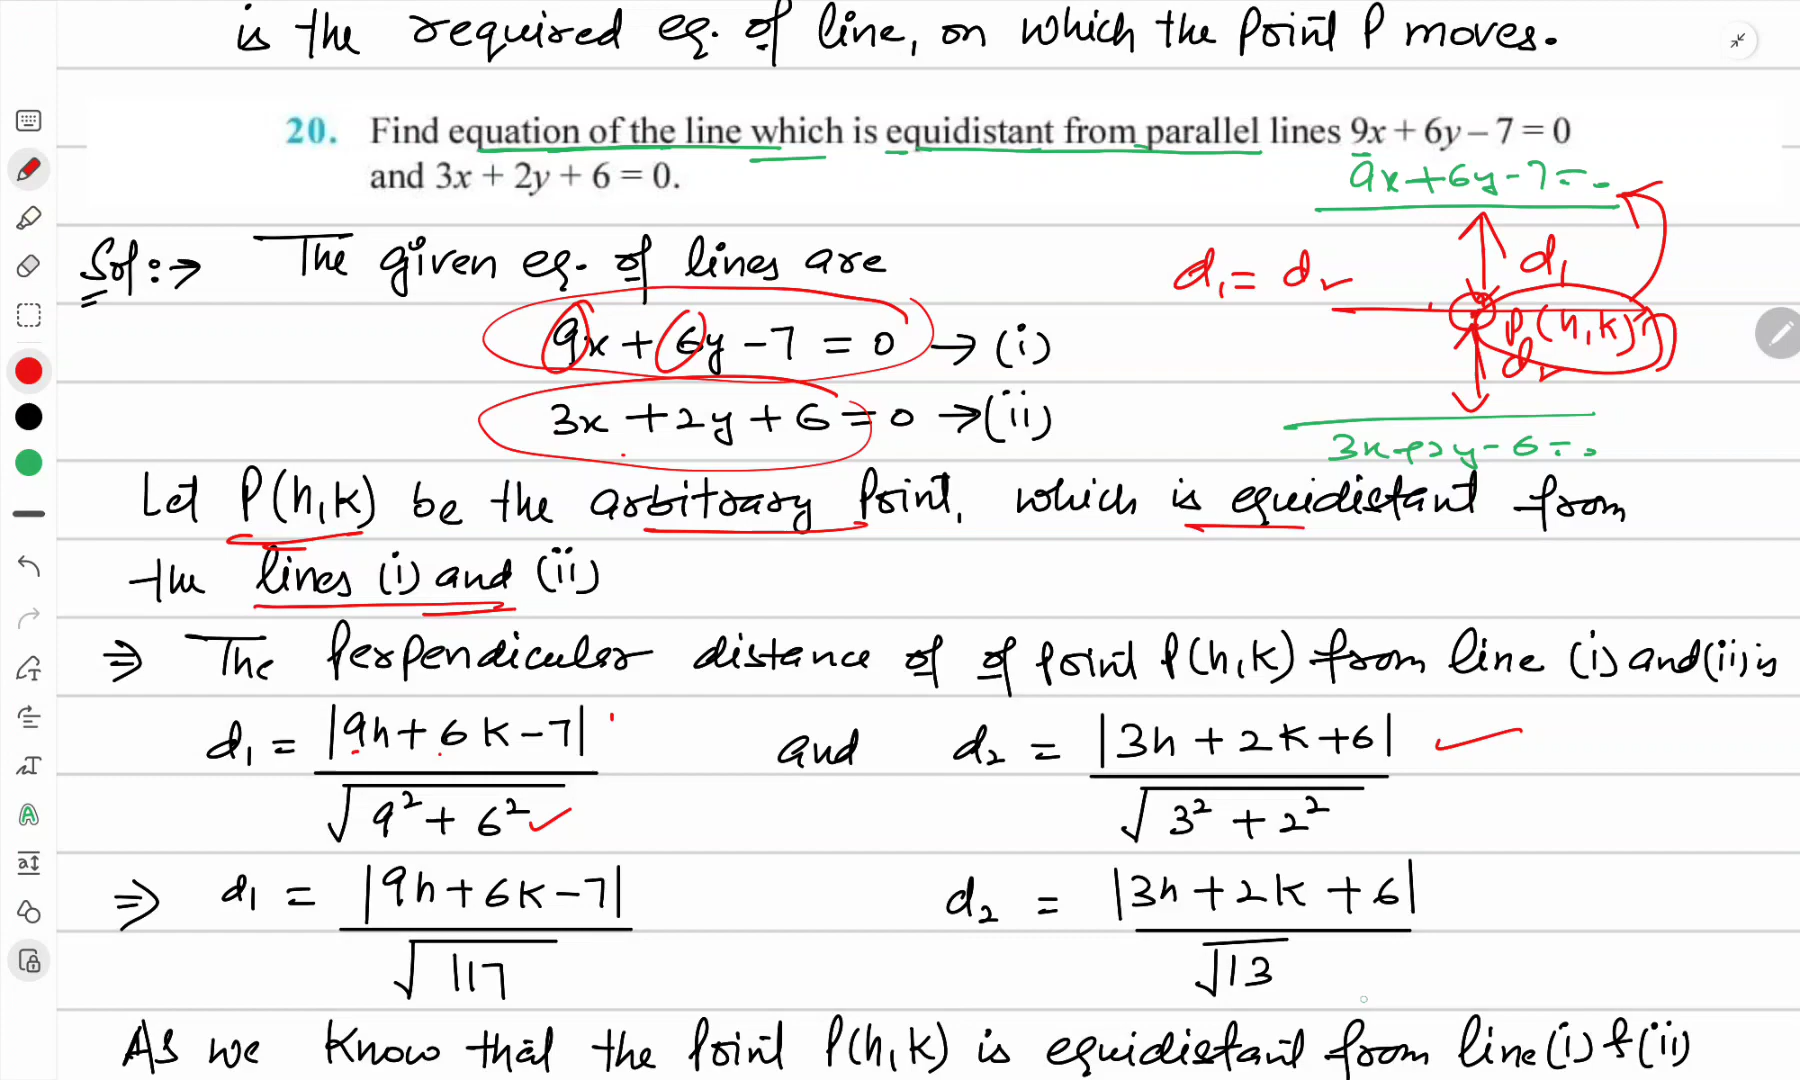 is the required eq. of line, on which the Point P moves.
20. Find equation of the line which is equidistant from parallel lines 9x + 6y – 7 = 0
and 3x + 2y + 6 = 0.
9x+6y-7=0
Sol:→ The given eq. of lines are
d₁ = d₂
d₁
9x + 6y - 7 = 0 → (i)
P(h,k)
d₂
3x + 2y + 6 = 0 → (ii)
3x+2y-6=0
Let P(h,k) be the arbitrary Point, which is equidistant from
the lines (i) and (ii)
⇒ The Perpendicular distance of of point P(h,k) from line (i) and (ii) is
d₁ = |9h+6k-7| / √(9²+6²) and d₂ = |3h+2k+6| / √(3²+2²)
⇒ d₁ = |9h+6k-7| / √117 d₂ = |3h+2k+6| / √13
As we know that the Point P(h,k) is equidistant from line (i) & (ii)